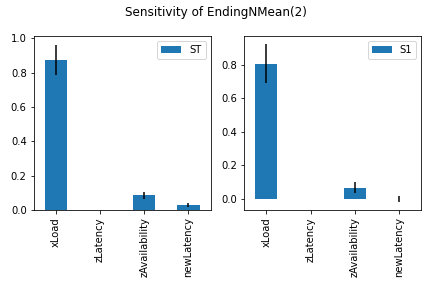 Sensitivity of EndingNMean(2)
1.0
0.8
0.6
0.4
0.2
0.0
ST
xLoad
zLatency
zAvailability
newLatency
0.8
0.6
0.4
0.2
0.0
S1
xLoad
zLatency
zAvailability
newLatency